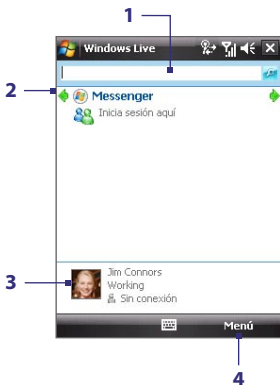 1
Windows Live
2
Messenger
Inicia sesión aquí
3
Jim Connors
Working
Sin conexión
Menú
4